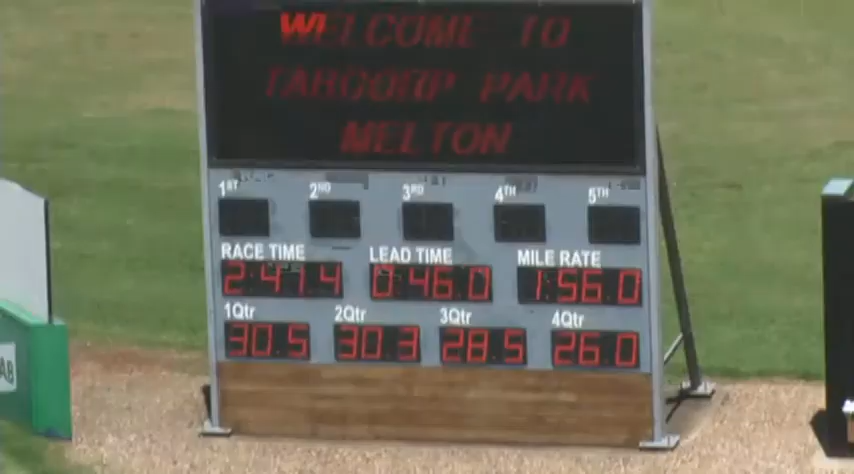 WELCOME TO
TABCORP PARK
MELTON
1ST 2ND 3RD 4TH 5TH
RACE TIME LEAD TIME MILE RATE
2:41.4 0:46.0 1:56.0
1Qtr 2Qtr 3Qtr 4Qtr
30.5 30.3 28.5 26.0
AB